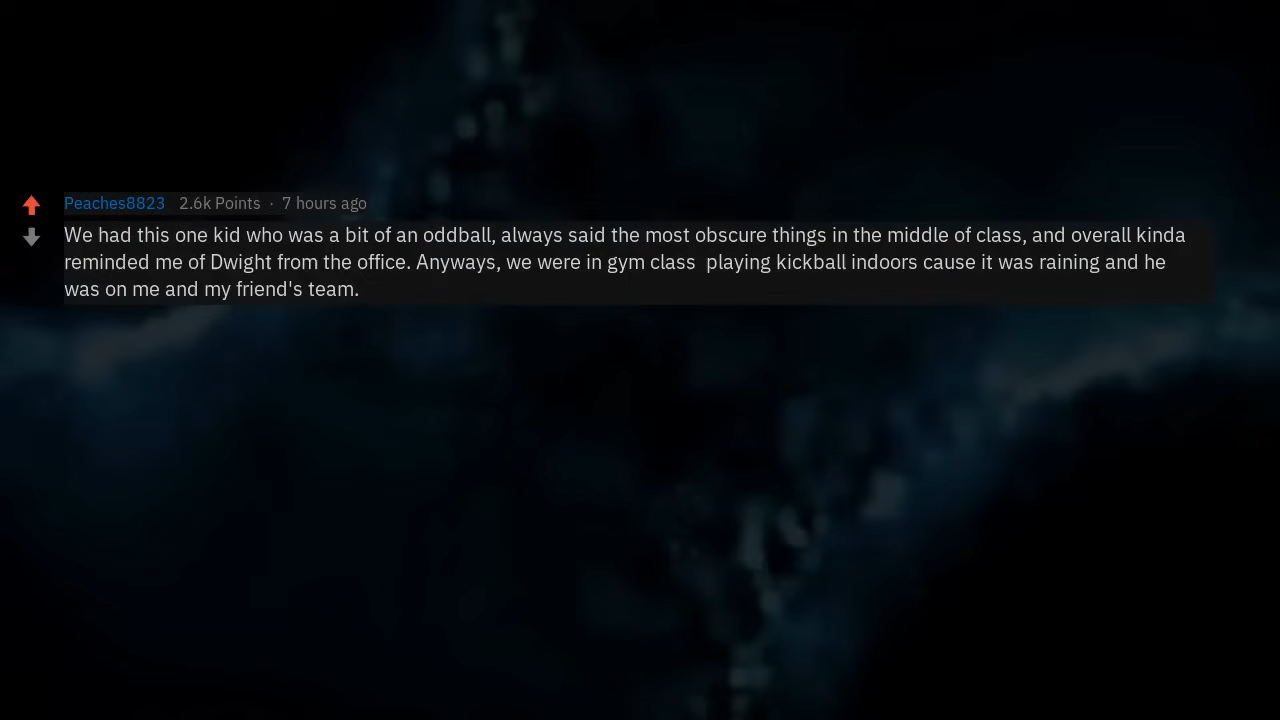 Peaches8823 2.6k Points · 7 hours ago
We had this one kid who was a bit of an oddball, always said the most obscure things in the middle of class, and overall kinda
reminded me of Dwight from the office. Anyways, we were in gym class  playing kickball indoors cause it was raining and he
was on me and my friend's team.